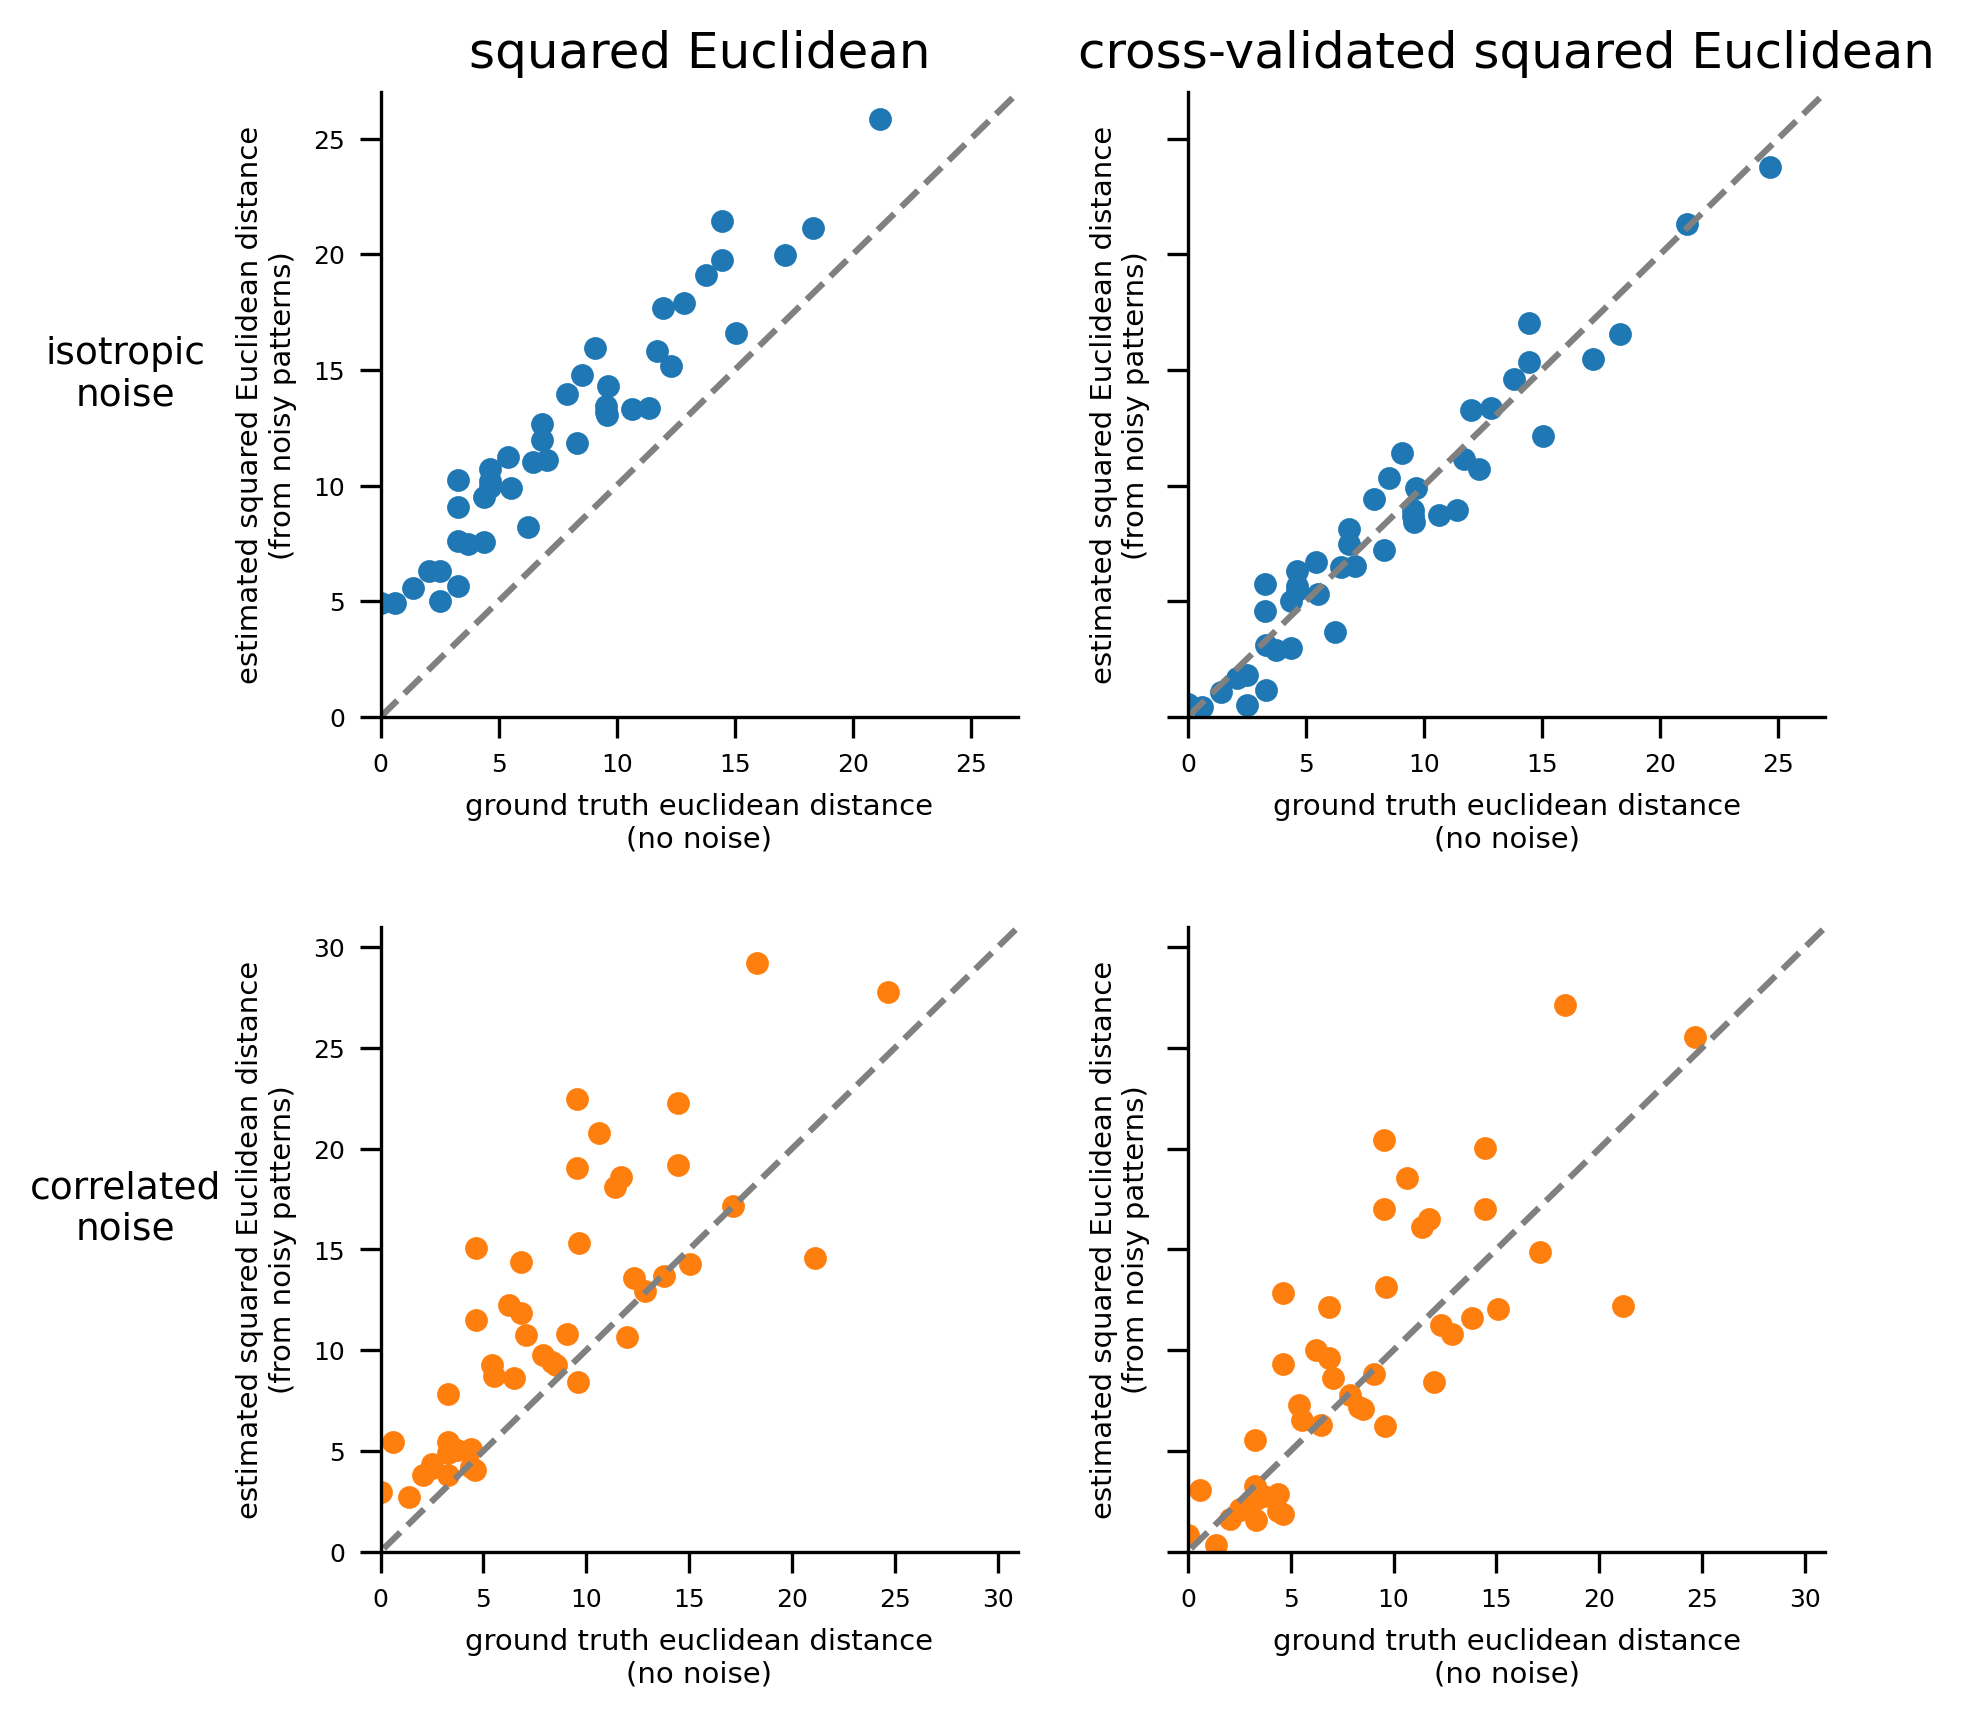 squared Euclidean
cross-validated squared Euclidean
isotropic
noise
estimated squared Euclidean distance
(from noisy patterns)
25
20
15
10
5
0
0 5 10 15 20 25
ground truth euclidean distance
(no noise)
estimated squared Euclidean distance
(from noisy patterns)
0 5 10 15 20 25
ground truth euclidean distance
(no noise)
correlated
noise
estimated squared Euclidean distance
(from noisy patterns)
30
25
20
15
10
5
0
0 5 10 15 20 25 30
ground truth euclidean distance
(no noise)
estimated squared Euclidean distance
(from noisy patterns)
0 5 10 15 20 25 30
ground truth euclidean distance
(no noise)